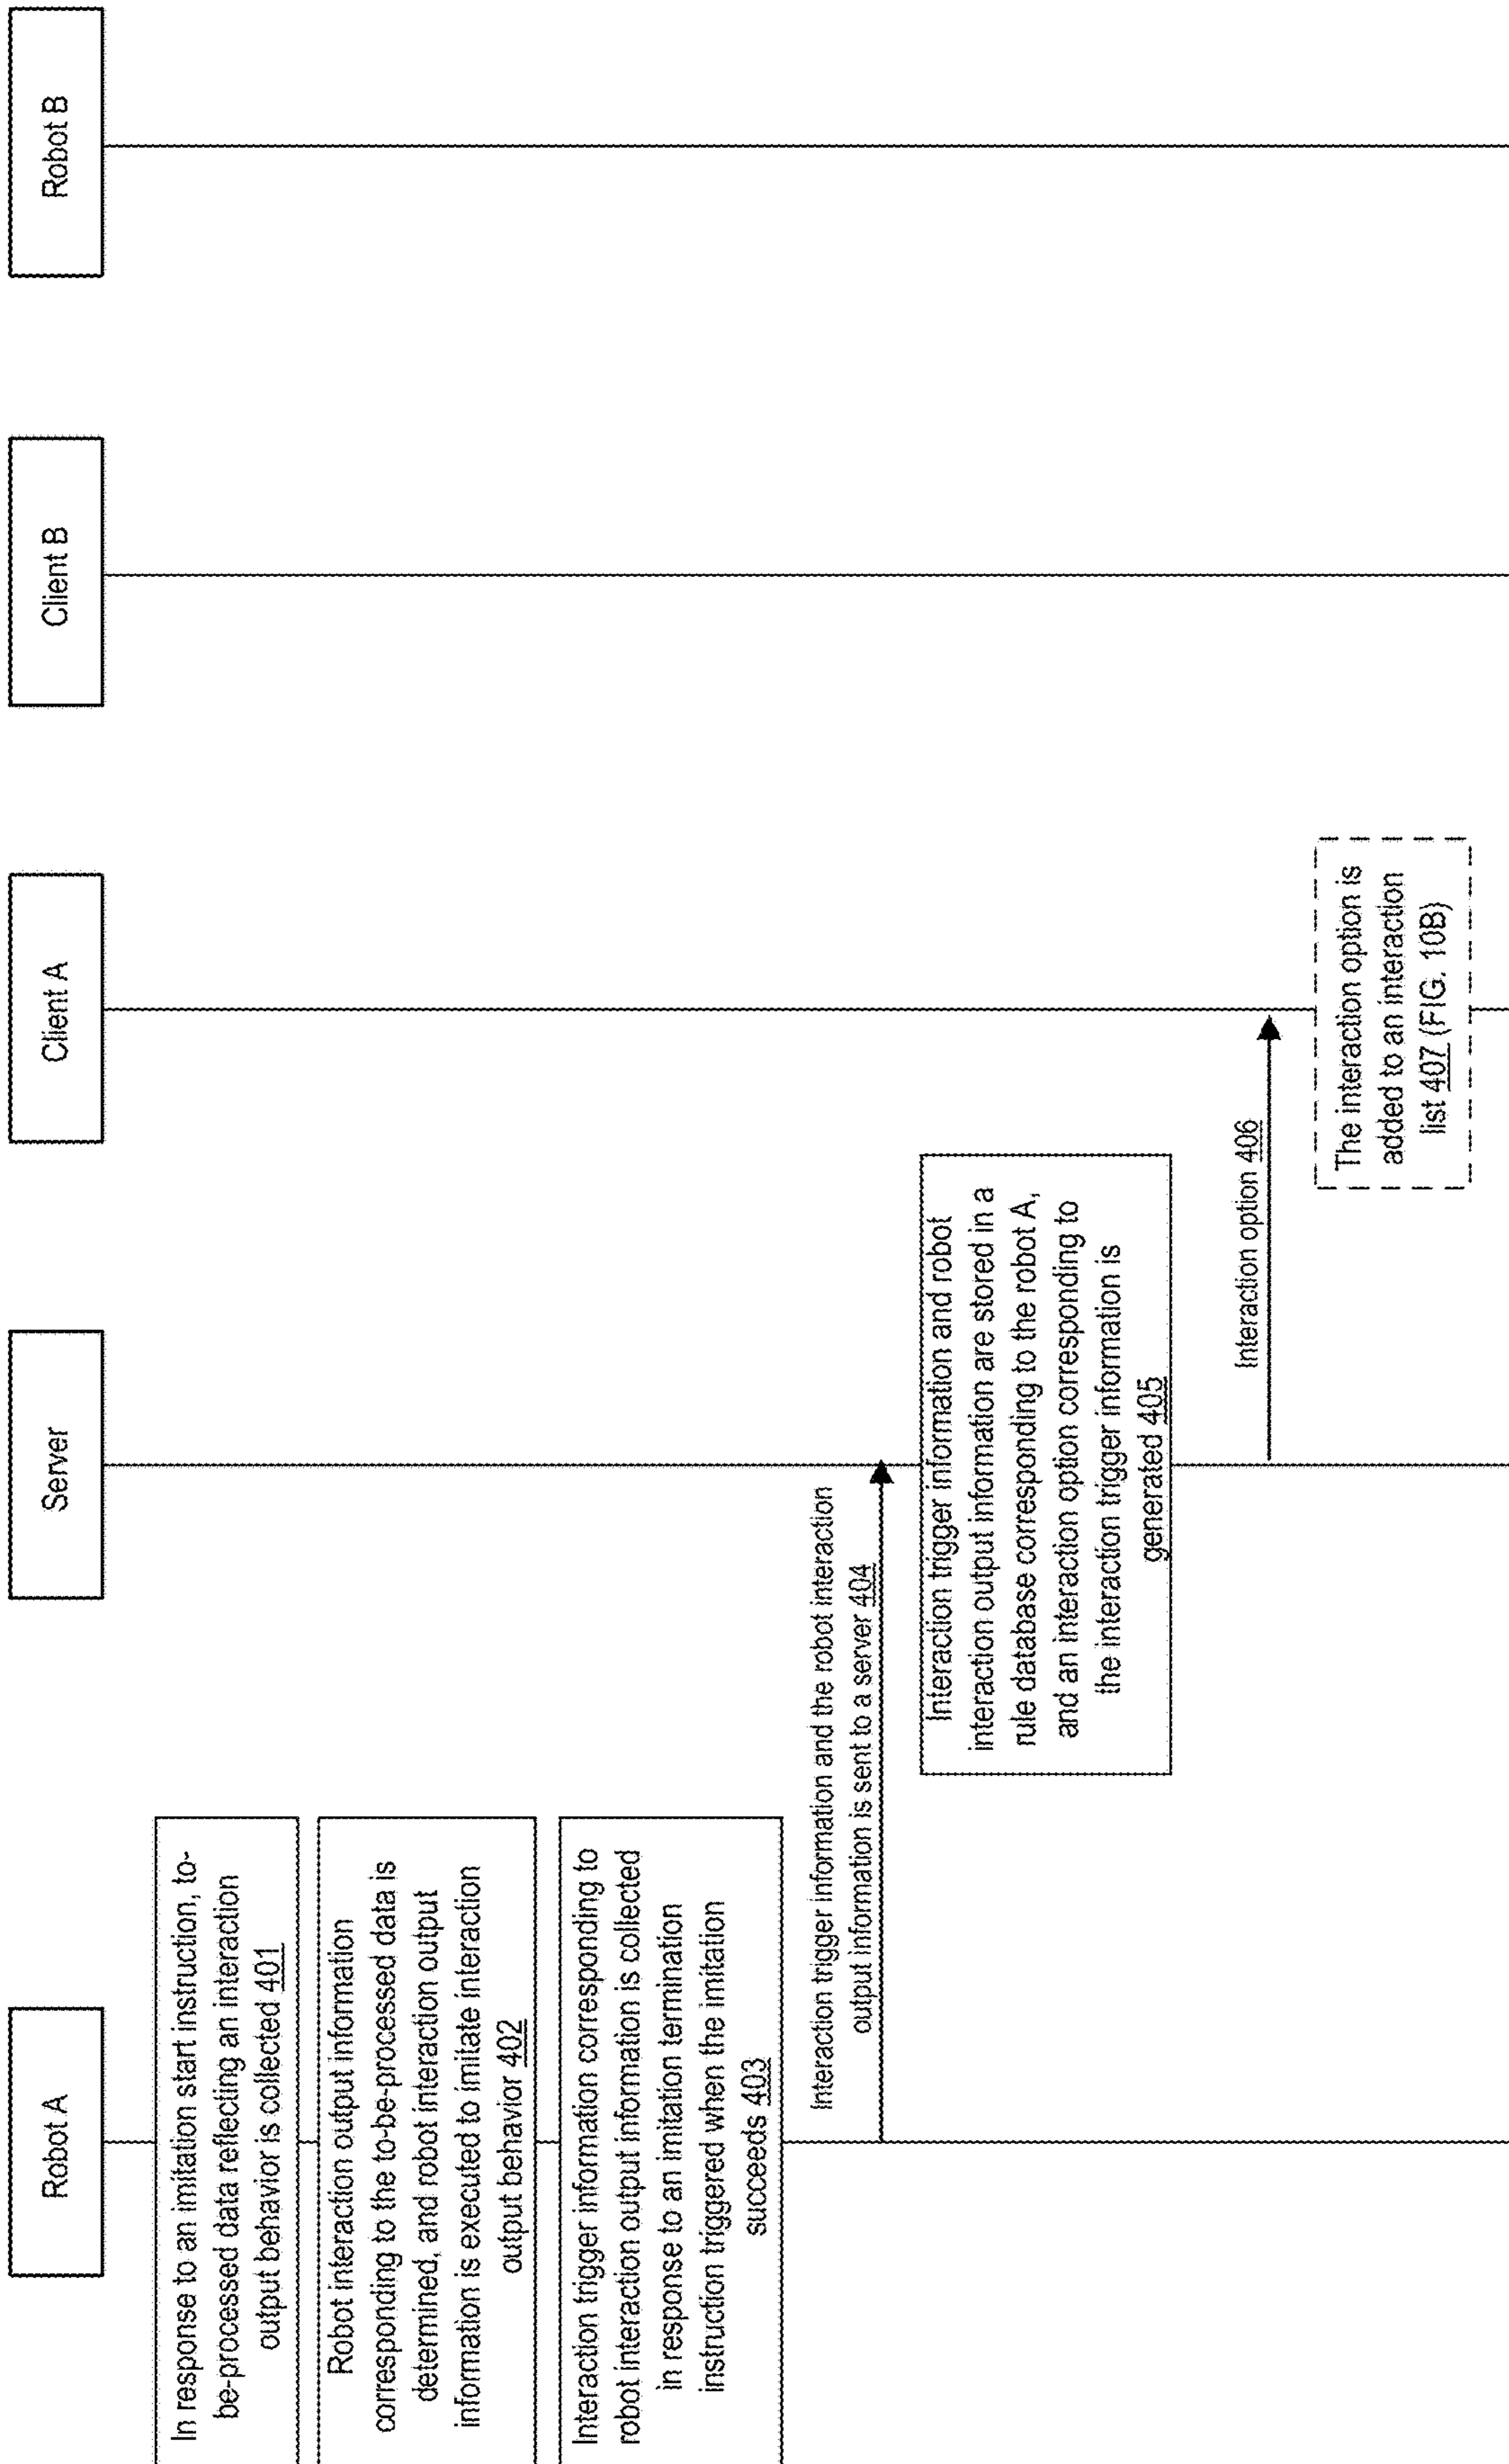 Robot A
Server
Client A
Client B
Robot B
In response to an imitation start instruction, to-
be-processed data reflecting an interaction
output behavior is collected 401
Robot interaction output information
corresponding to the to-be-processed data is
determined, and robot interaction output
information is executed to imitate interaction
output behavior 402
Interaction trigger information corresponding to
robot interaction output information is collected
in response to an imitation termination
instruction triggered when the imitation
succeeds 403
Interaction trigger information and the robot interaction
output information is sent to a server 404
Interaction trigger information and robot
interaction output information are stored in a
rule database corresponding to the robot A,
and an interaction option corresponding to
the interaction trigger information is
generated 405
Interaction option 406
The interaction option is
added to an interaction
list 407 (FIG. 10B)